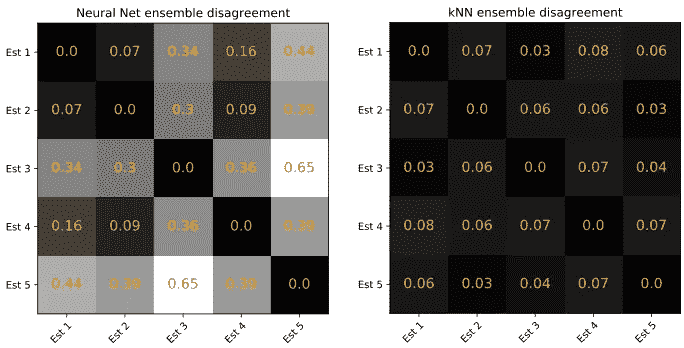 Neural Net ensemble disagreement
Est 1 0.0 0.07 0.34 0.16 0.44
Est 2 0.07 0.0 0.3 0.09
Est 3 0.34 0.3 0.0 0.36 0.65
Est 4 0.16 0.09 0.36 0.0
Est 5 0.44 0.65 0.0
Est 1 Est 2 Est 3 Est 4 Est 5
kNN ensemble disagreement
Est 1 0.0 0.07 0.03 0.08 0.06
Est 2 0.07 0.0 0.06 0.06 0.03
Est 3 0.03 0.06 0.0 0.07 0.04
Est 4 0.08 0.06 0.07 0.0 0.07
Est 5 0.06 0.03 0.04 0.07 0.0
Est 1 Est 2 Est 3 Est 4 Est 5